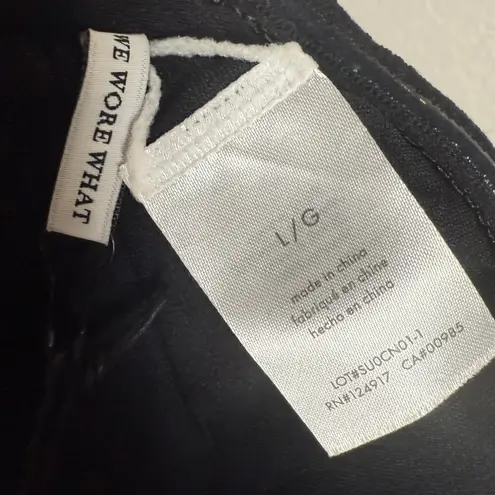 WE WORE WHAT
L/G
made in china
fabriqué en chine
hecho en china
LOT#SU0CN01-1
RN#124917 CA#00985